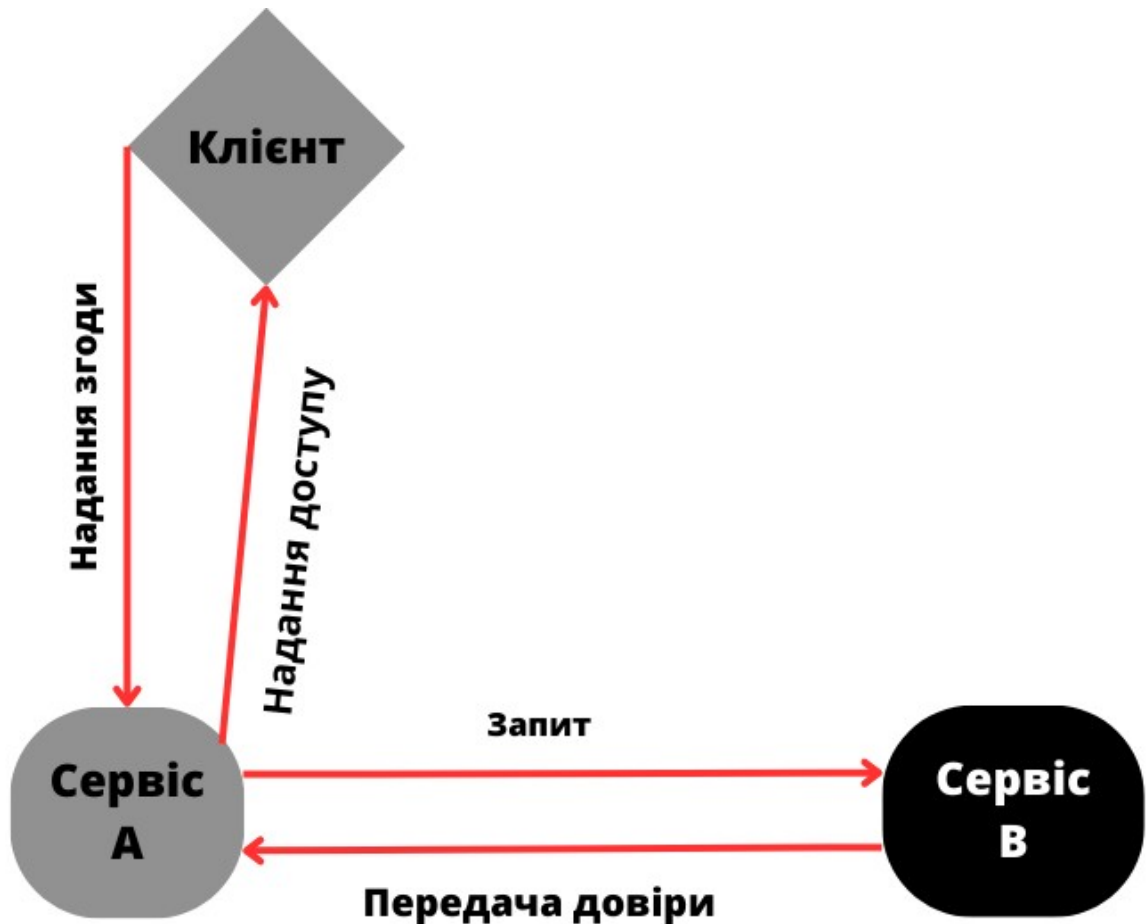 Клієнт
Надання згоди
Надання доступу
Запит
Сервіс
А
Сервіс
В
Передача довіри